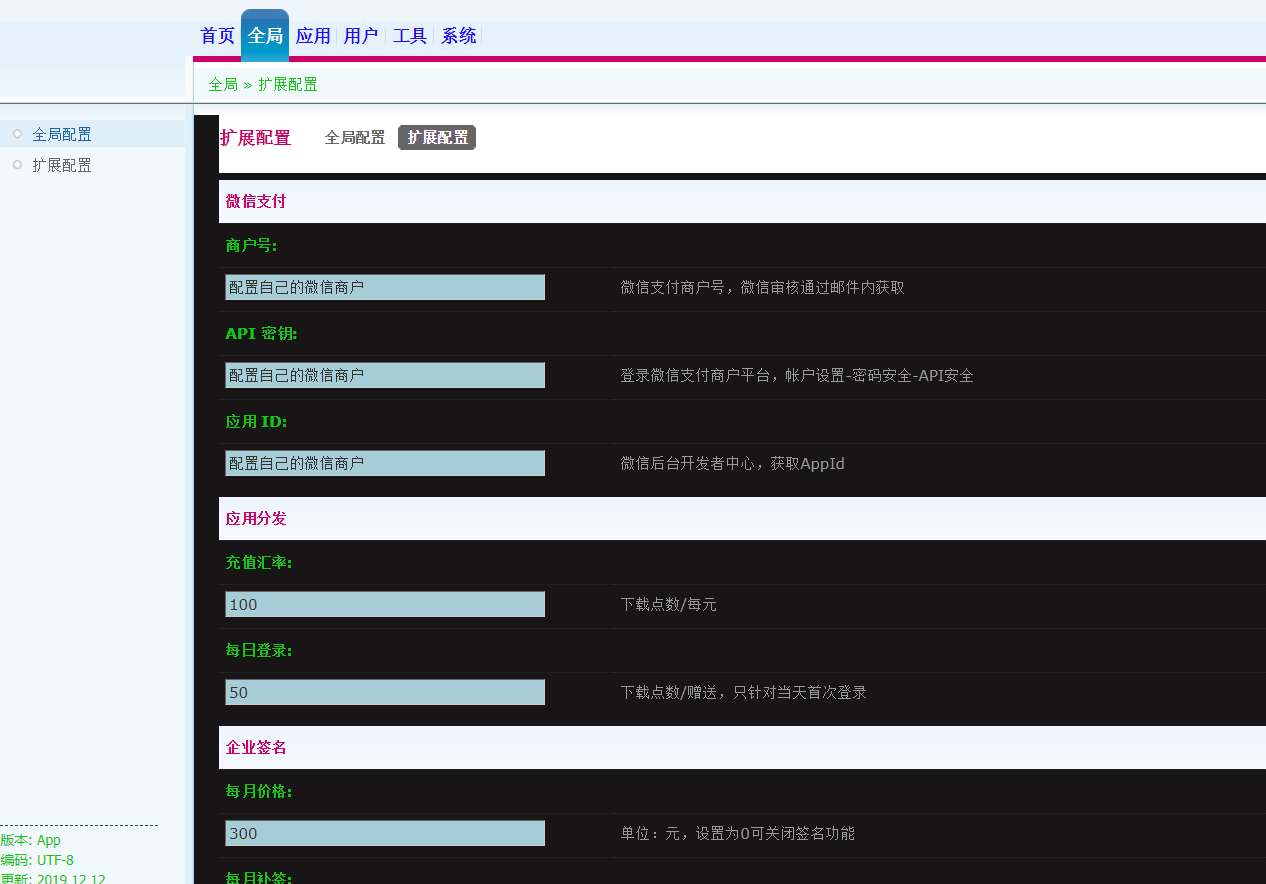 首页 全局 应用 用户 工具 系统
全局 » 扩展配置
全局配置
扩展配置
扩展配置 全局配置 扩展配置
微信支付
商户号:
配置自己的微信商户 微信支付商户号，微信审核通过邮件内获取
API 密钥:
配置自己的微信商户 登录微信支付商户平台，帐户设置-密码安全-API安全
应用 ID:
配置自己的微信商户 微信后台开发者中心，获取AppId
应用分发
充值汇率:
100 下载点数/每元
每日登录:
50 下载点数/赠送，只针对当天首次登录
企业签名
每月价格:
300 单位：元，设置为0可关闭签名功能
每月补签:
版本: App
编码: UTF-8
更新: 2019.12.12